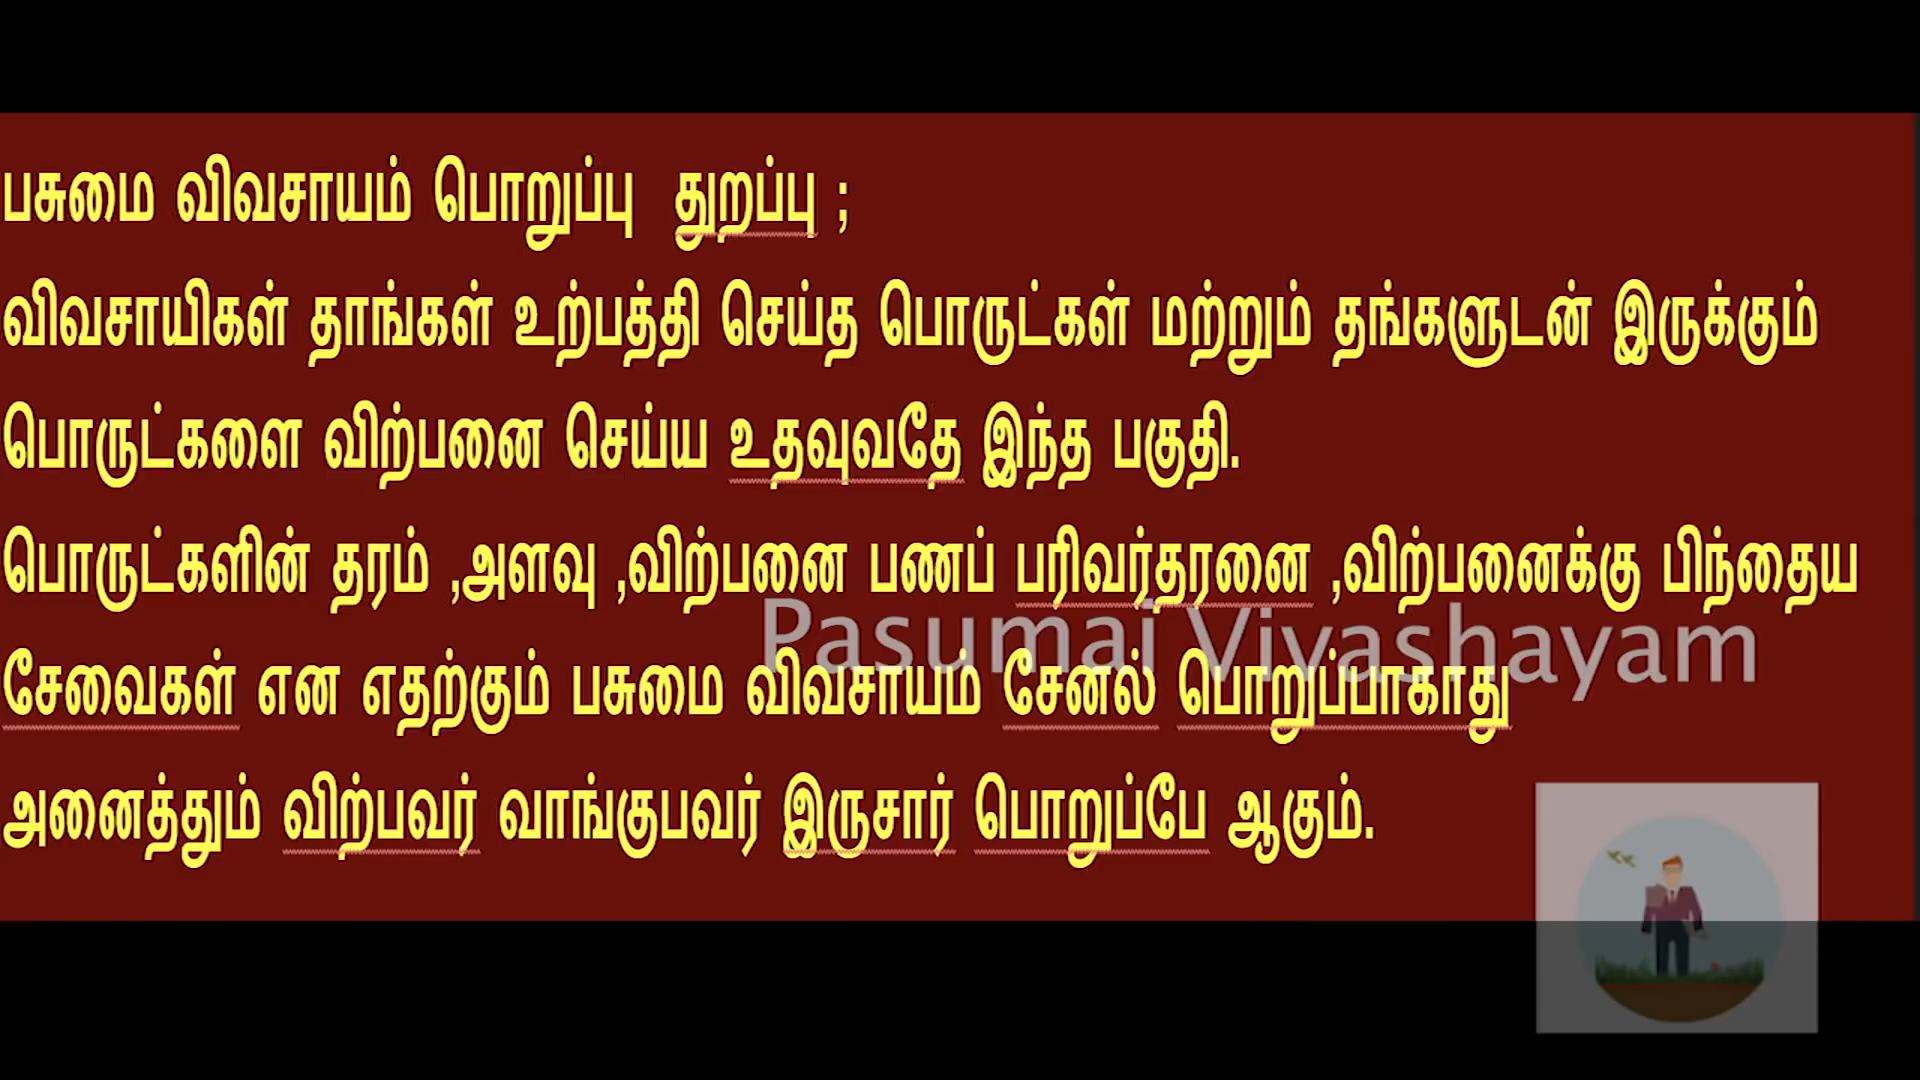 பசுமை விவசாயம் பொறுப்பு துறப்பு ;
விவசாயிகள் தாங்கள் உற்பத்தி செய்த பொருட்கள் மற்றும் தங்களுடன் இருக்கும்
பொருட்களை விற்பனை செய்ய உதவுவதே இந்த பகுதி.
பொருட்களின் தரம் ,அளவு ,விற்பனை பணப் பரிவர்தரனை ,விற்பனைக்கு பிந்தைய
Pasumai Vivashayam
சேவைகள் என எதற்கும் பசுமை விவசாயம் சேனல் பொறுப்பாகாது
அனைத்தும் விற்பவர் வாங்குபவர் இருசார் பொறுப்பே ஆகும்.